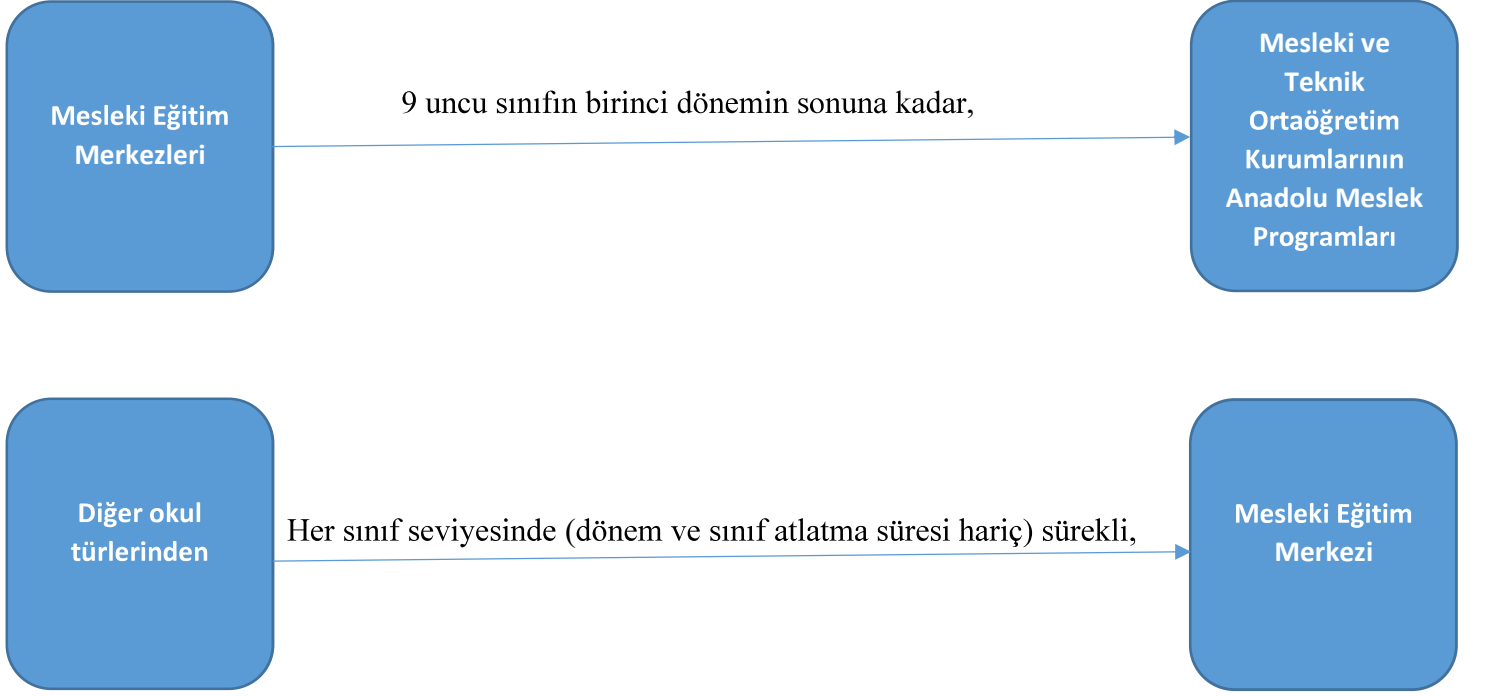 Mesleki Eğitim
Merkezleri
9 uncu sınıfın birinci dönemin sonuna kadar,
Mesleki ve
Teknik
Ortaöğretim
Kurumlarının
Anadolu Meslek
Programları
Diğer okul
türlerinden
Her sınıf seviyesinde (dönem ve sınıf atlatma süresi hariç) sürekli,
Mesleki Eğitim
Merkezi